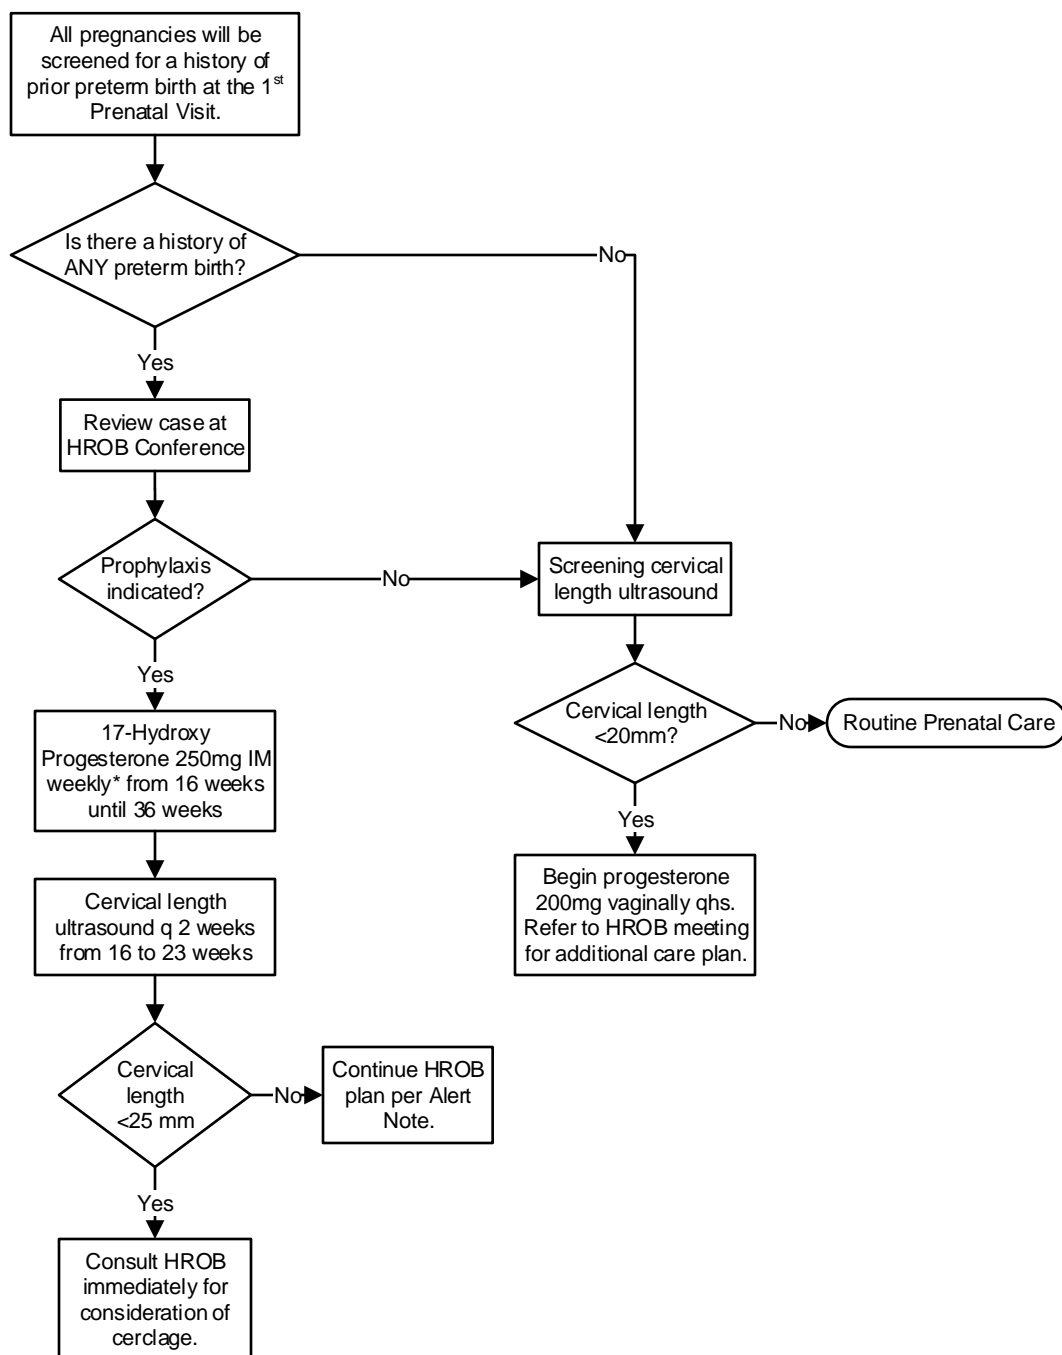 All pregnancies will be
screened for a history of
prior preterm birth at the 1st
Prenatal Visit.
Is there a history of
ANY preterm birth?
No
Yes
Review case at
HROB Conference
Prophylaxis
indicated?
No
Screening cervical
length ultrasound
Yes
Cervical length
<20mm?
No
Routine Prenatal Care
17-Hydroxy
Progesterone 250mg IM
weekly* from 16 weeks
until 36 weeks
Yes
Begin progesterone
200mg vaginally qhs.
Refer to HROB meeting
for additional care plan.
Cervical length
ultrasound q 2 weeks
from 16 to 23 weeks
Cervical
length
<25 mm
No
Continue HROB
plan per Alert
Note.
Yes
Consult HROB
immediately for
consideration of
cerclage.